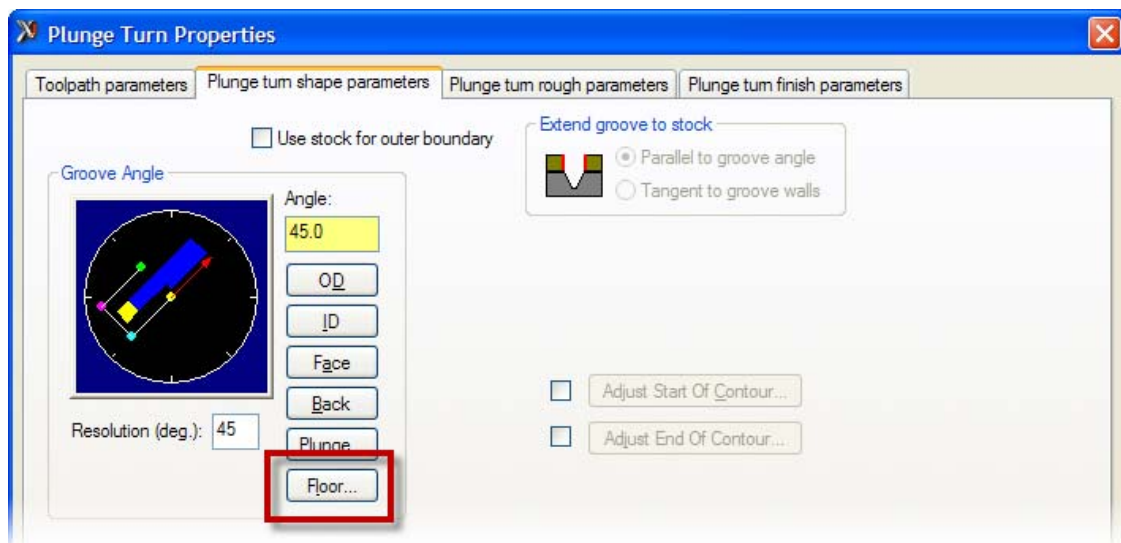 Plunge Turn Properties
Toolpath parameters
Plunge turn shape parameters
Plunge turn rough parameters
Plunge turn finish parameters
Use stock for outer boundary
Extend groove to stock
Parallel to groove angle
Tangent to groove walls
Groove Angle
Angle:
45.0
OD
ID
Face
Back
Plunge
Floor...
Resolution (deg.): 45
Adjust Start Of Contour...
Adjust End Of Contour...